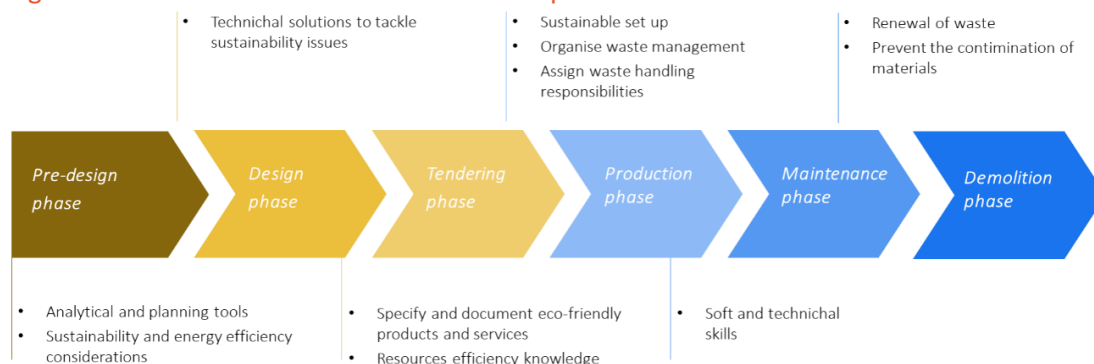 • Technichal solutions to tackle
sustainability issues
• Sustainable set up
• Organise waste management
• Assign waste handling
responsibilities
• Renewal of waste
• Prevent the contimination of
materials
Pre-design
phase
Design
phase
Tendering
phase
Production
phase
Maintenance
phase
Demolition
phase
• Analytical and planning tools
• Sustainability and energy efficiency
considerations
• Specify and document eco-friendly
products and services
• Resources efficiency knowledge
• Soft and technichal
skills